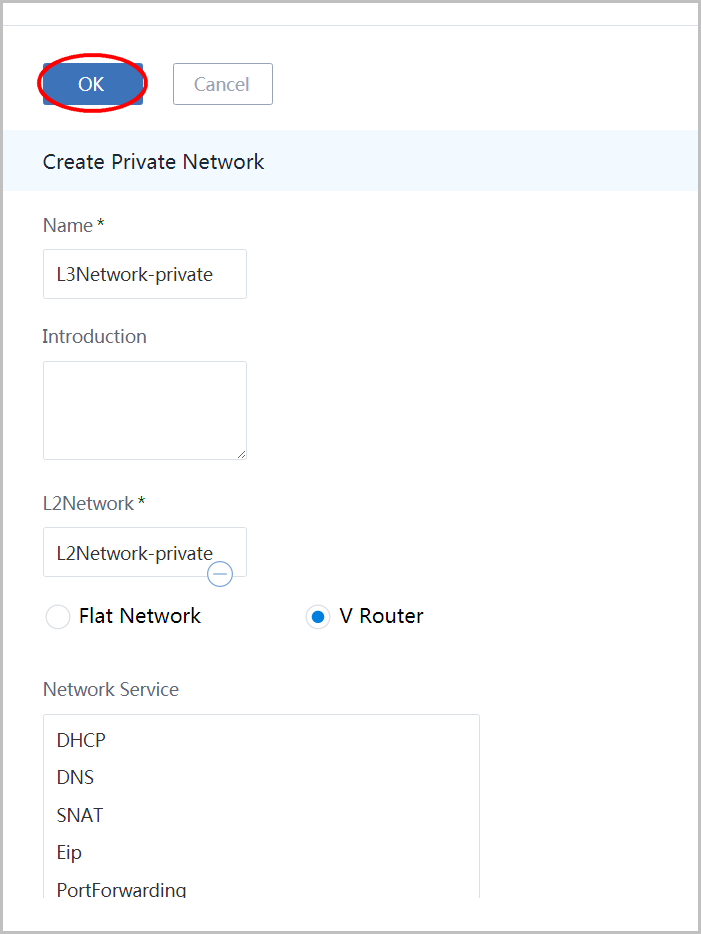 OK Cancel
Create Private Network
Name *
L3Network-private
Introduction
L2Network *
L2Network-private
Flat Network V Router
Network Service
DHCP
DNS
SNAT
Eip
PortForwarding